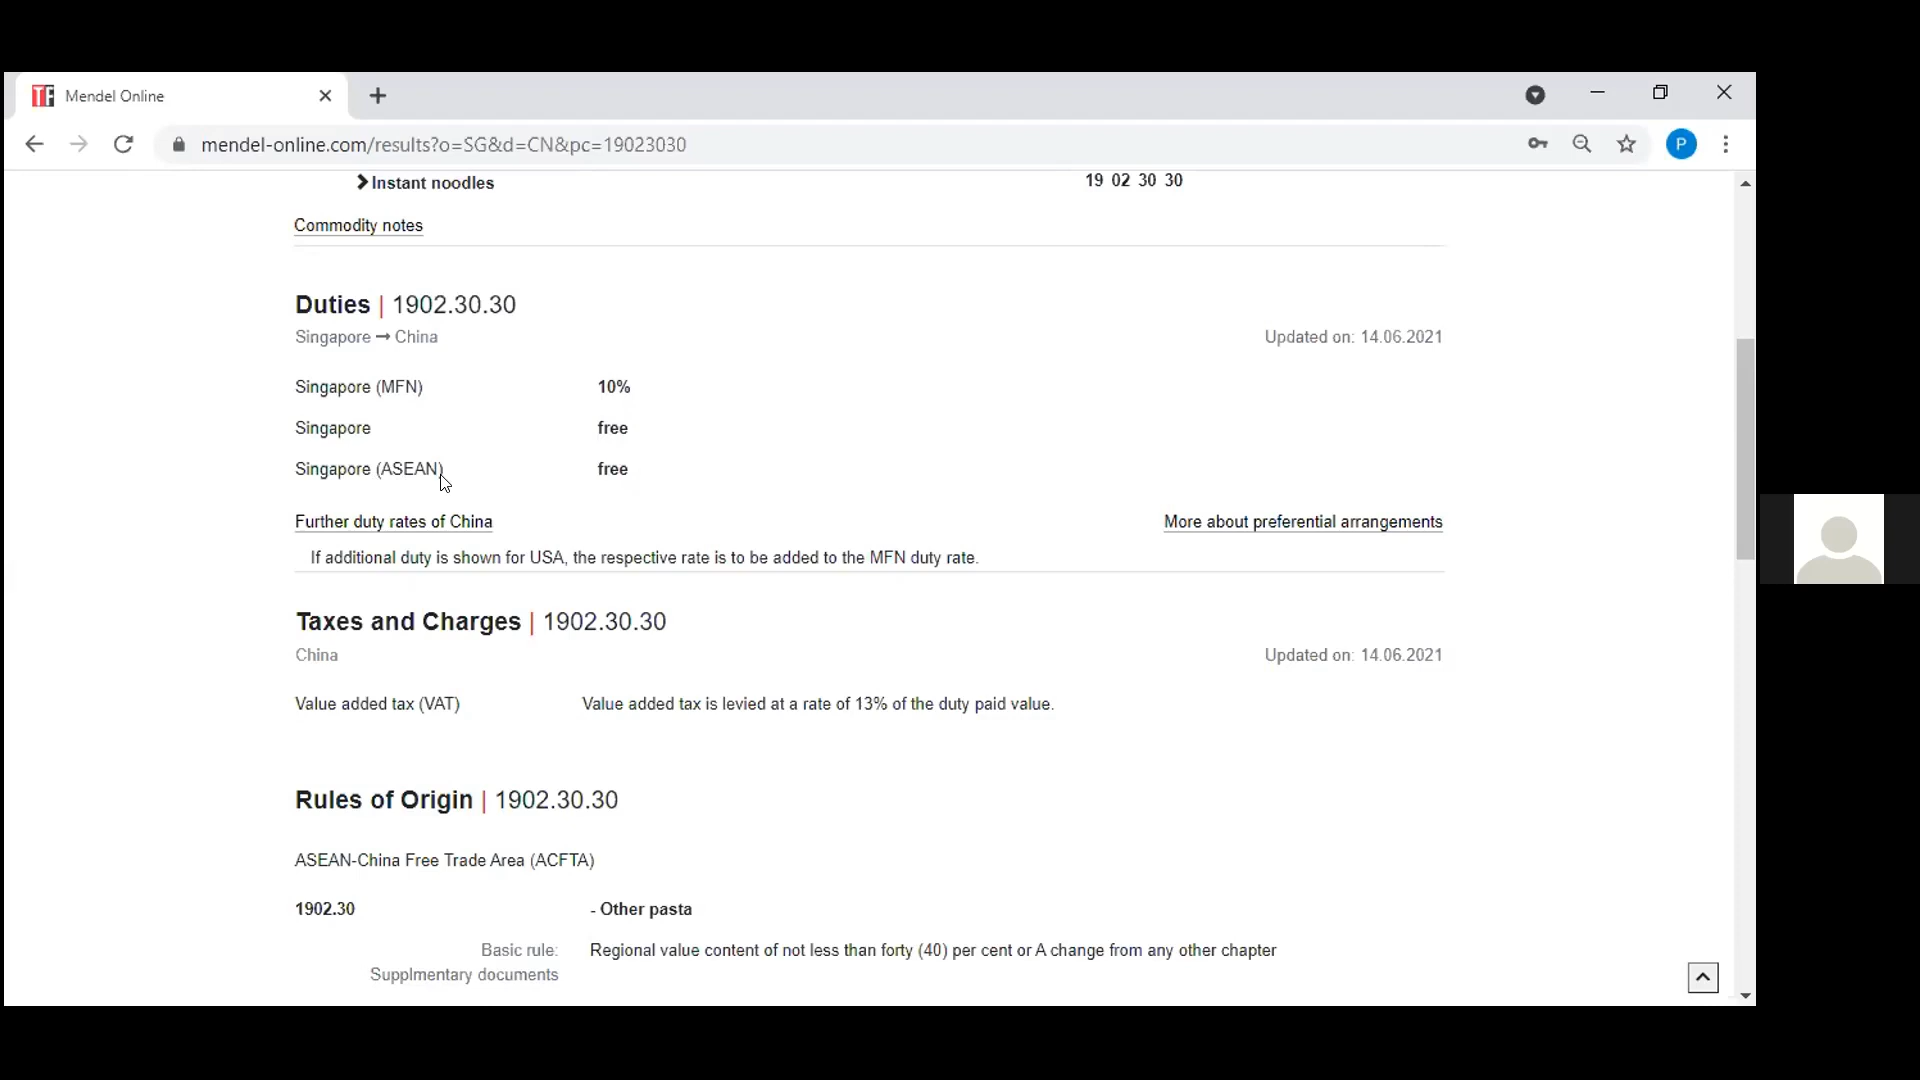 TF Mendel Online
mendel-online.com/results?o=SG&d=CN&pc=19023030
P
Instant noodles 19 02 30 30
Commodity notes
Duties | 1902.30.30
Singapore → China Updated on: 14.06.2021
Singapore (MFN) 10%
Singapore free
Singapore (ASEAN) free
Further duty rates of China More about preferential arrangements
If additional duty is shown for USA, the respective rate is to be added to the MFN duty rate.
Taxes and Charges | 1902.30.30
China Updated on: 14.06.2021
Value added tax (VAT) Value added tax is levied at a rate of 13% of the duty paid value.
Rules of Origin | 1902.30.30
ASEAN-China Free Trade Area (ACFTA)
1902.30 - Other pasta
Basic rule: Regional value content of not less than forty (40) per cent or A change from any other chapter
Supplmentary documents